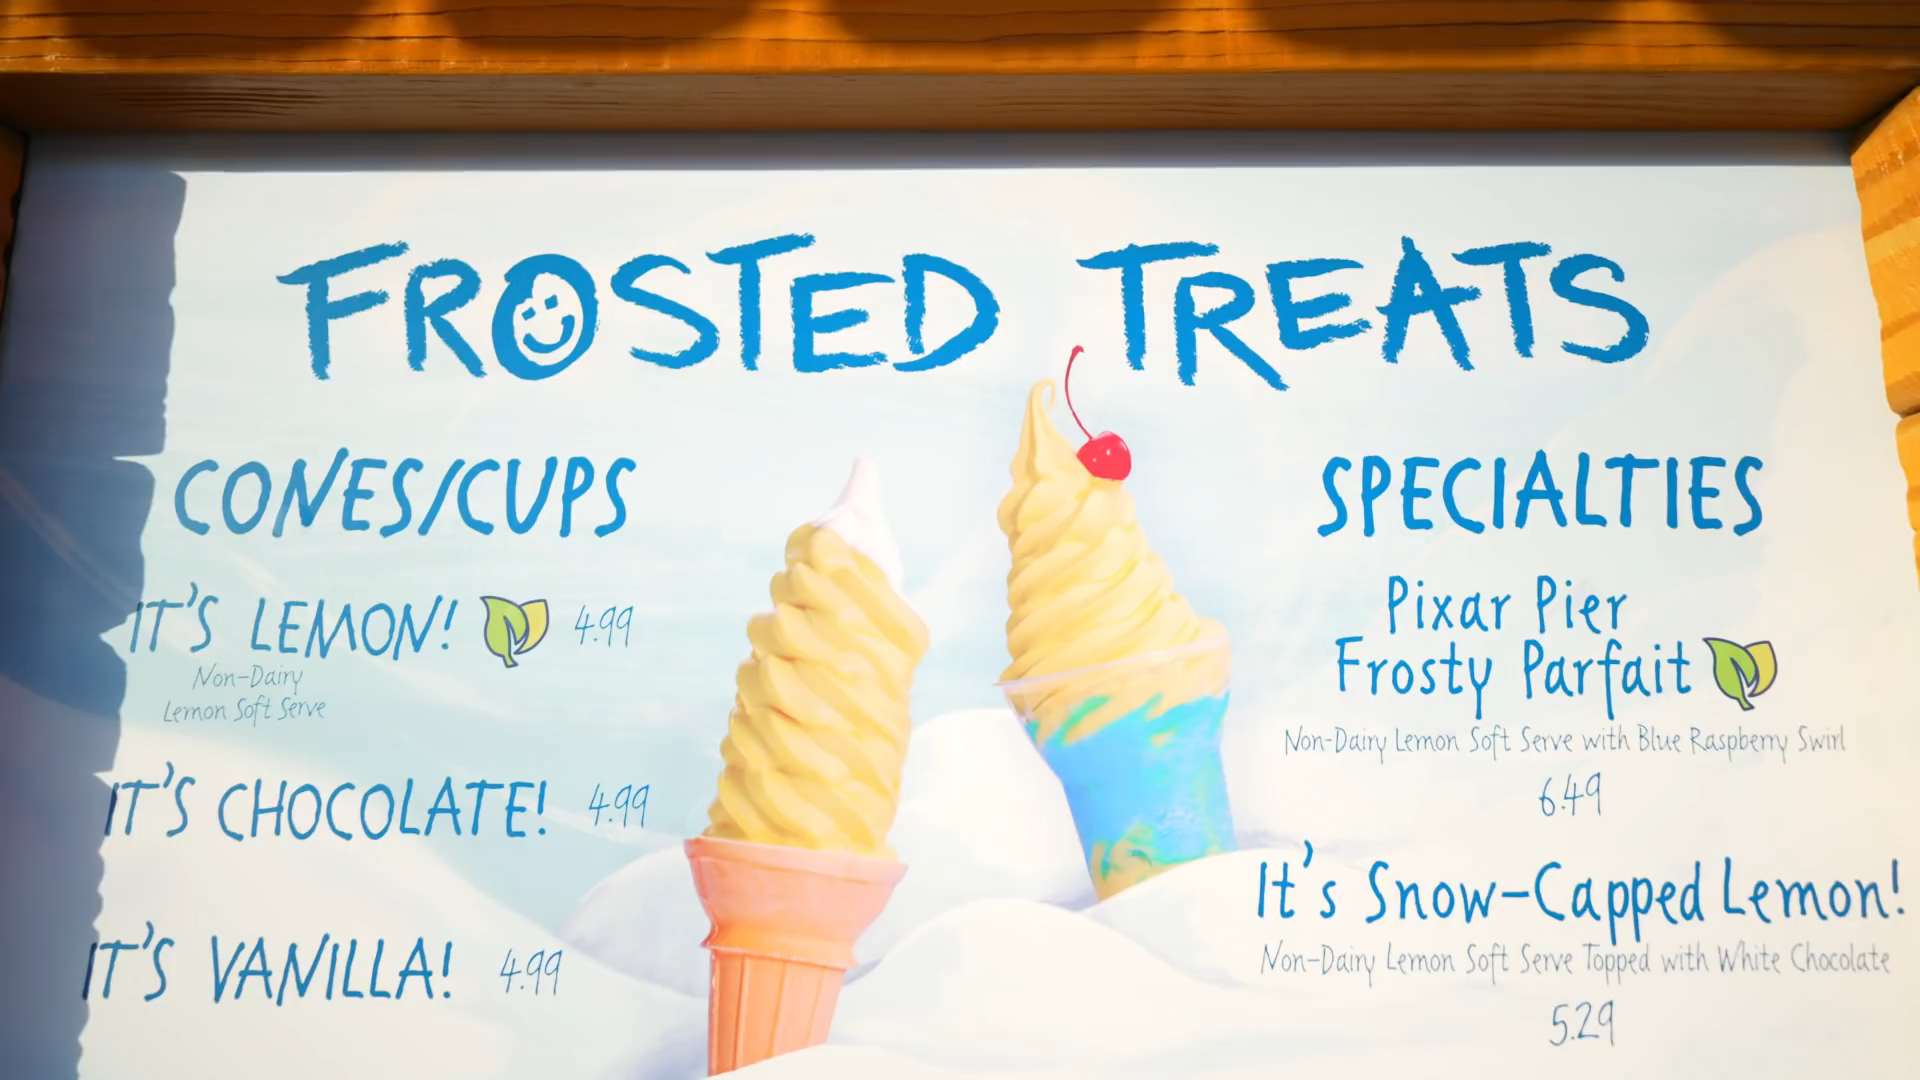 FROSTED TREATS
CONES/CUPS
IT'S LEMON! 4.99
Non-Dairy
Lemon Soft Serve
IT'S CHOCOLATE! 4.99
IT'S VANILLA! 4.99
SPECIALTIES
Pixar Pier
Frosty Parfait
Non-Dairy Lemon Soft Serve with Blue Raspberry Swirl
6.49
It's Snow-Capped Lemon!
Non-Dairy Lemon Soft Serve Topped with White Chocolate
5.29